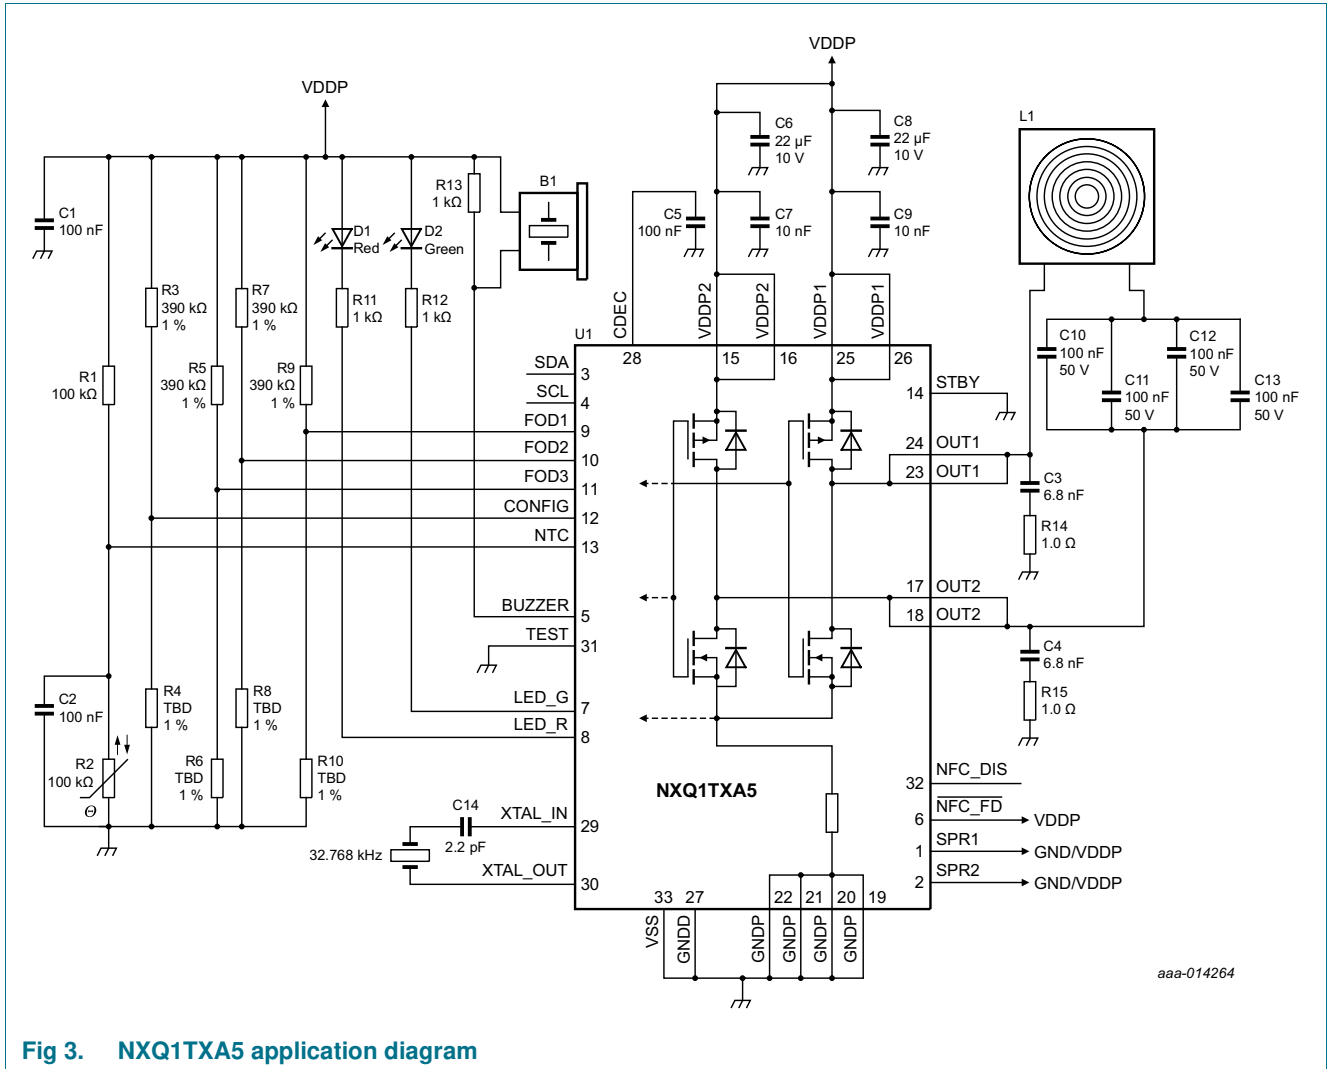 VDDP
VDDP
L1
C6
22 µF
10 V
C8
22 µF
10 V
R13
1 kΩ
B1
C1
100 nF
D1
Red
D2
Green
C5
100 nF
C7
10 nF
C9
10 nF
R3
390 kΩ
1 %
R7
390 kΩ
1 %
R11
1 kΩ
R12
1 kΩ
CDEC
VDDP2
VDDP2
VDDP1
VDDP1
U1
28
15
16
25
26
C10
100 nF
50 V
C12
100 nF
50 V
C11
100 nF
50 V
C13
100 nF
50 V
R1
100 kΩ
R5
390 kΩ
1 %
R9
390 kΩ
1 %
SDA
3
SCL
4
FOD1
9
FOD2
10
FOD3
11
CONFIG
12
NTC
13
BUZZER
5
TEST
31
LED_G
7
LED_R
8
14
STBY
24
OUT1
23
OUT1
C3
6.8 nF
R14
1.0 Ω
17
OUT2
18
OUT2
C4
6.8 nF
R15
1.0 Ω
C2
100 nF
R4
TBD
1 %
R8
TBD
1 %
R2
100 kΩ
Θ
R6
TBD
1 %
R10
TBD
1 %
NXQ1TXA5
32
NFC_DIS
6
NFC_FD
VDDP
1
SPR1
GND/VDDP
2
SPR2
GND/VDDP
C14
2.2 pF
32.768 kHz
XTAL_IN
29
XTAL_OUT
30
33
27
22
21
20
19
VSS
GNDD
GNDP
GNDP
GNDP
GNDP
aaa-014264
Fig 3. NXQ1TXA5 application diagram